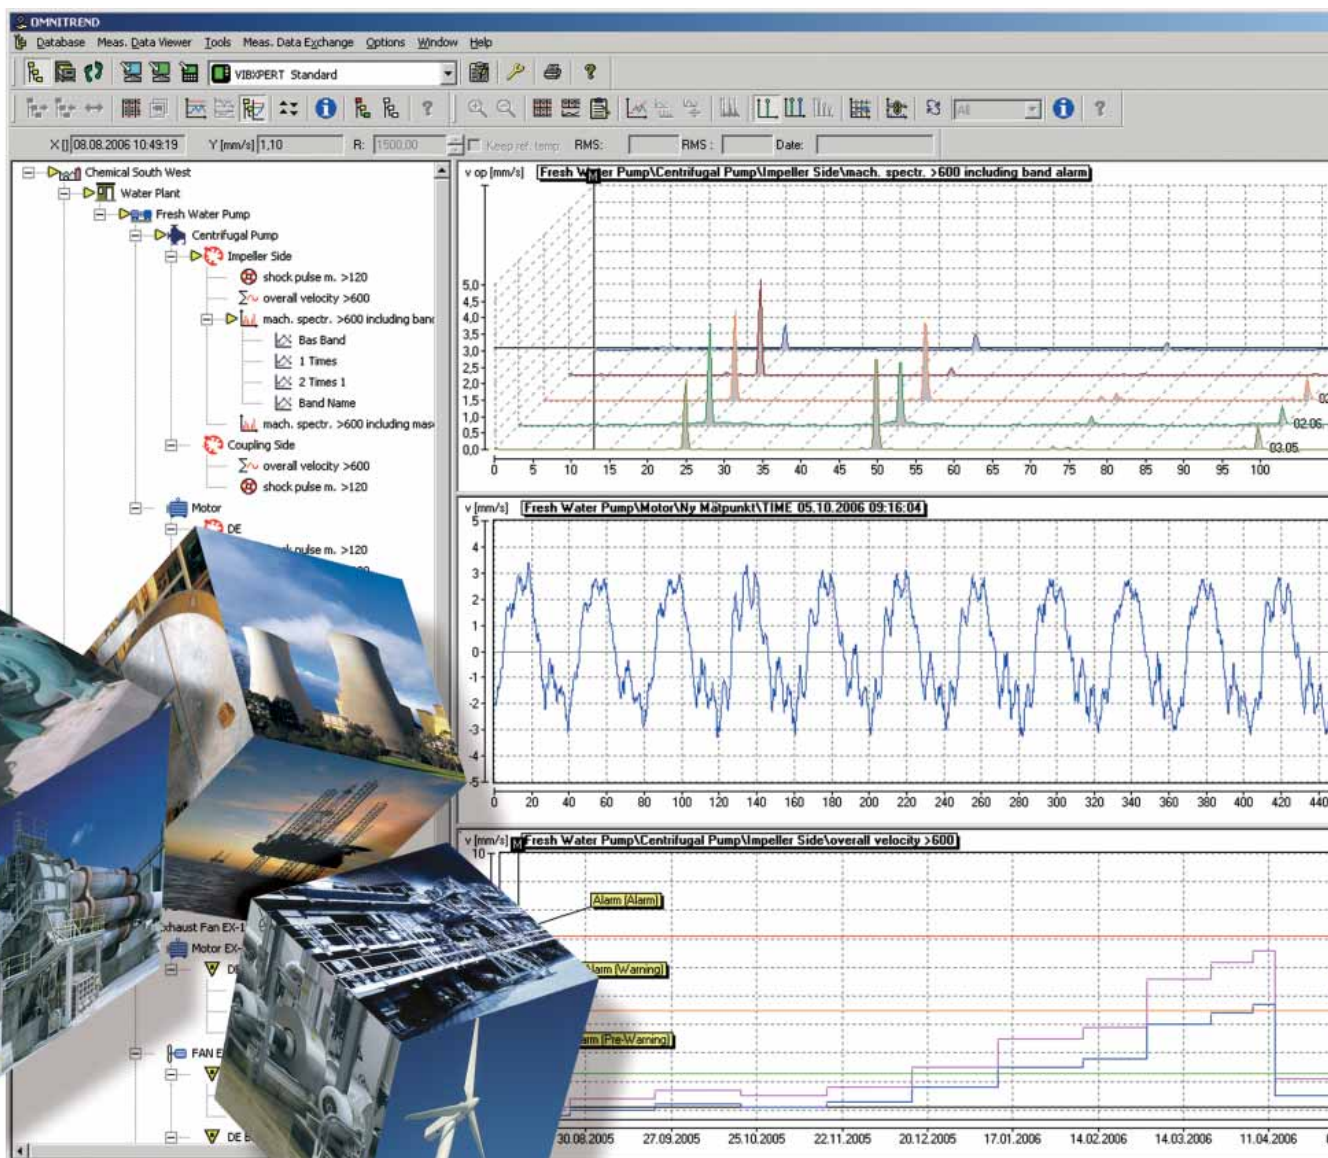 OMNITREND
Database Meas. Data Viewer Tools Meas. Data Exchange Options Window Help
VIBXPERT Standard
All
X [] 08.08.2006 10:49:19 Y [mm/s] 1,10 R: 1500,00 Keep ref. temp. RMS: RMS : Date:
Chemical South West
Water Plant
Fresh Water Pump
Centrifugal Pump
Impeller Side
shock pulse m. >120
overall velocity >600
mach. spectr. >600 including band
Bas Band
1 Times
2 Times 1
Band Name
mach. spectr. >600 including mas
Coupling Side
overall velocity >600
shock pulse m. >120
Motor
DE
pulse m. >120
xhaust Fan EX-1
Motor EX-
DE
FAN E
DE B
v op [mm/s] Fresh Water Pump\Centrifugal Pump\Impeller Side\mach. spectr. >600 including band alarm
M
5,0
4,5
4,0
3,5
3,0
2,5
2,0
1,5
1,0
0,5
0,0
02.06.
03.05.
0 5 10 15 20 25 30 35 40 45 50 55 60 65 70 75 80 85 90 95 100
v [mm/s] Fresh Water Pump\Motor\Ny Mätpunkt\TIME 05.10.2006 09:16:04
5
4
3
2
1
0
-1
-2
-3
-4
-5
0 20 40 60 80 100 120 140 160 180 200 220 240 260 280 300 320 340 360 380 400 420 440
v [mm/s] M Fresh Water Pump\Centrifugal Pump\Impeller Side\overall velocity >600
10
Alarm (Alarm)
larm (Warning)
arm (Pre-Warning)
30.08.2005 27.09.2005 25.10.2005 22.11.2005 20.12.2005 17.01.2006 14.02.2006 14.03.2006 11.04.2006